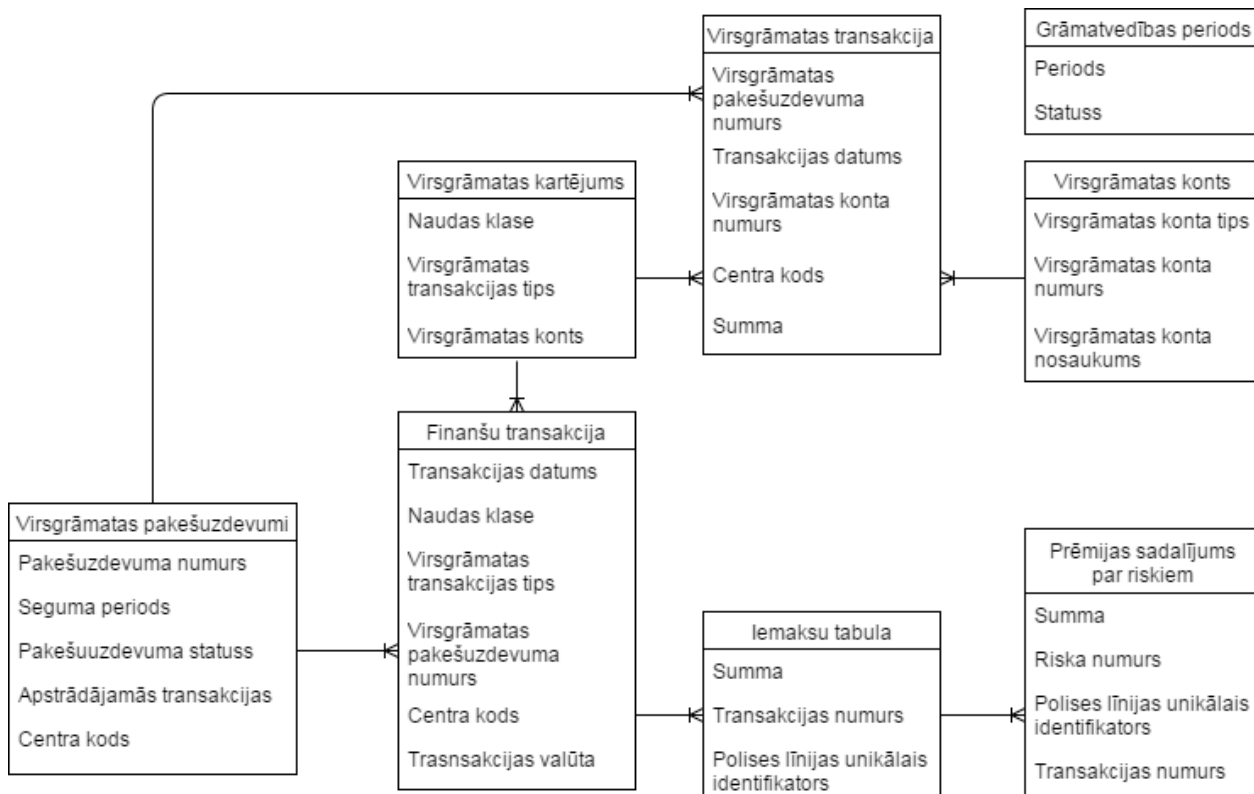 Virsgrāmatas transakcija
Virsgrāmatas
pakešuzdevuma
numurs
Transakcijas datums
Virsgrāmatas konta
numurs
Centra kods
Summa
Grāmatvedības periods
Periods
Statuss
Virsgrāmatas kartējums
Naudas klase
Virsgrāmatas
transakcijas tips
Virsgrāmatas konts
Virsgrāmatas konts
Virsgrāmatas konta tips
Virsgrāmatas konta
numurs
Virsgrāmatas konta
nosaukums
Finanšu transakcija
Transakcijas datums
Naudas klase
Virsgrāmatas
transakcijas tips
Virsgrāmatas
pakešuzdevuma
numurs
Centra kods
Trasnsakcijas valūta
Virsgrāmatas pakešuzdevumi
Pakešuzdevuma numurs
Seguma periods
Pakešuuzdevuma statuss
Apstrādājamās transakcijas
Centra kods
Iemaksu tabula
Summa
Transakcijas numurs
Polises līnijas unikālais
identifikators
Prēmijas sadalījums
par riskiem
Summa
Riska numurs
Polises līnijas unikālais
identifikators
Transakcijas numurs